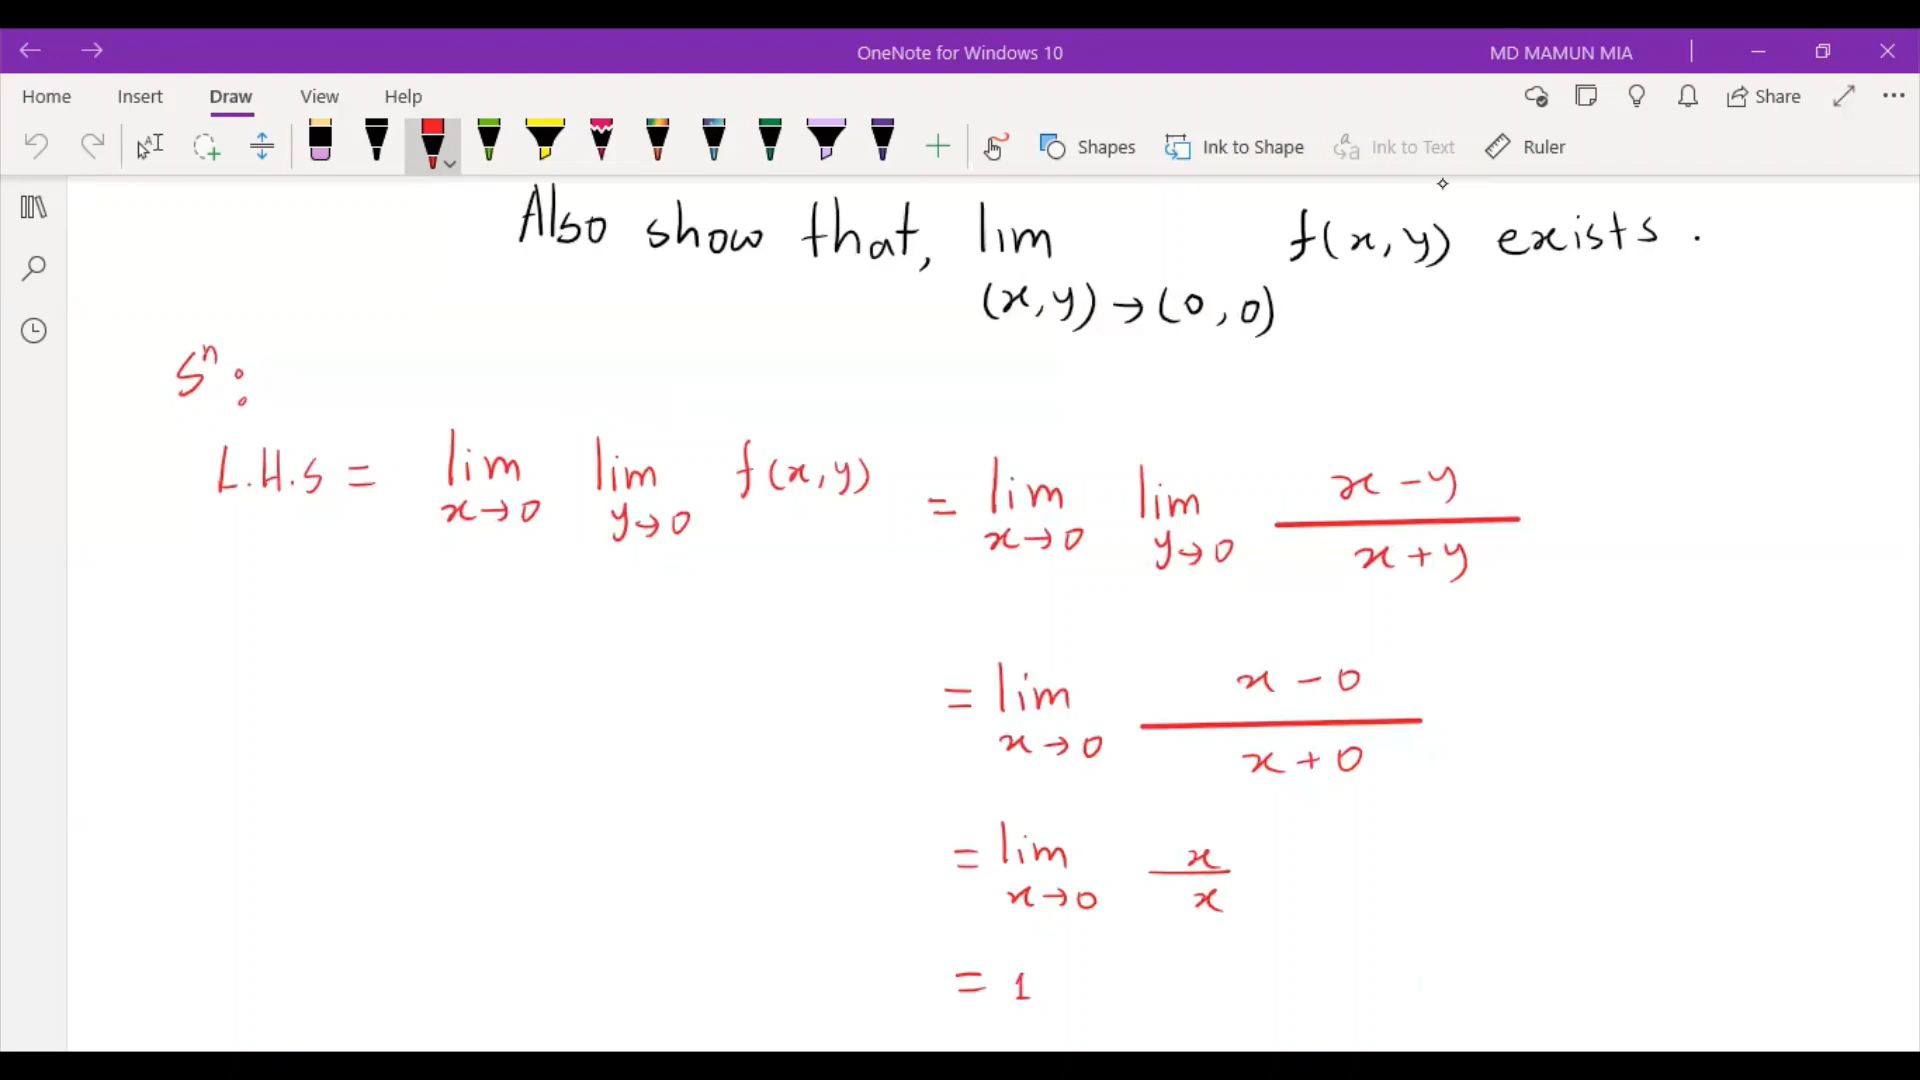 OneNote for Windows 10
MD MAMUN MIA
Home Insert Draw View Help
Share
Shapes Ink to Shape Ink to Text Ruler
Also show that, lim f(x,y) exists.
(x,y)→(0,0)
Sⁿ:
L.H.S = lim lim f(x,y) = lim lim x-y
x→0 y→0 x→0 y→0 x+y
= lim x-0
x→0 x+0
= lim x
x→0 x
= 1